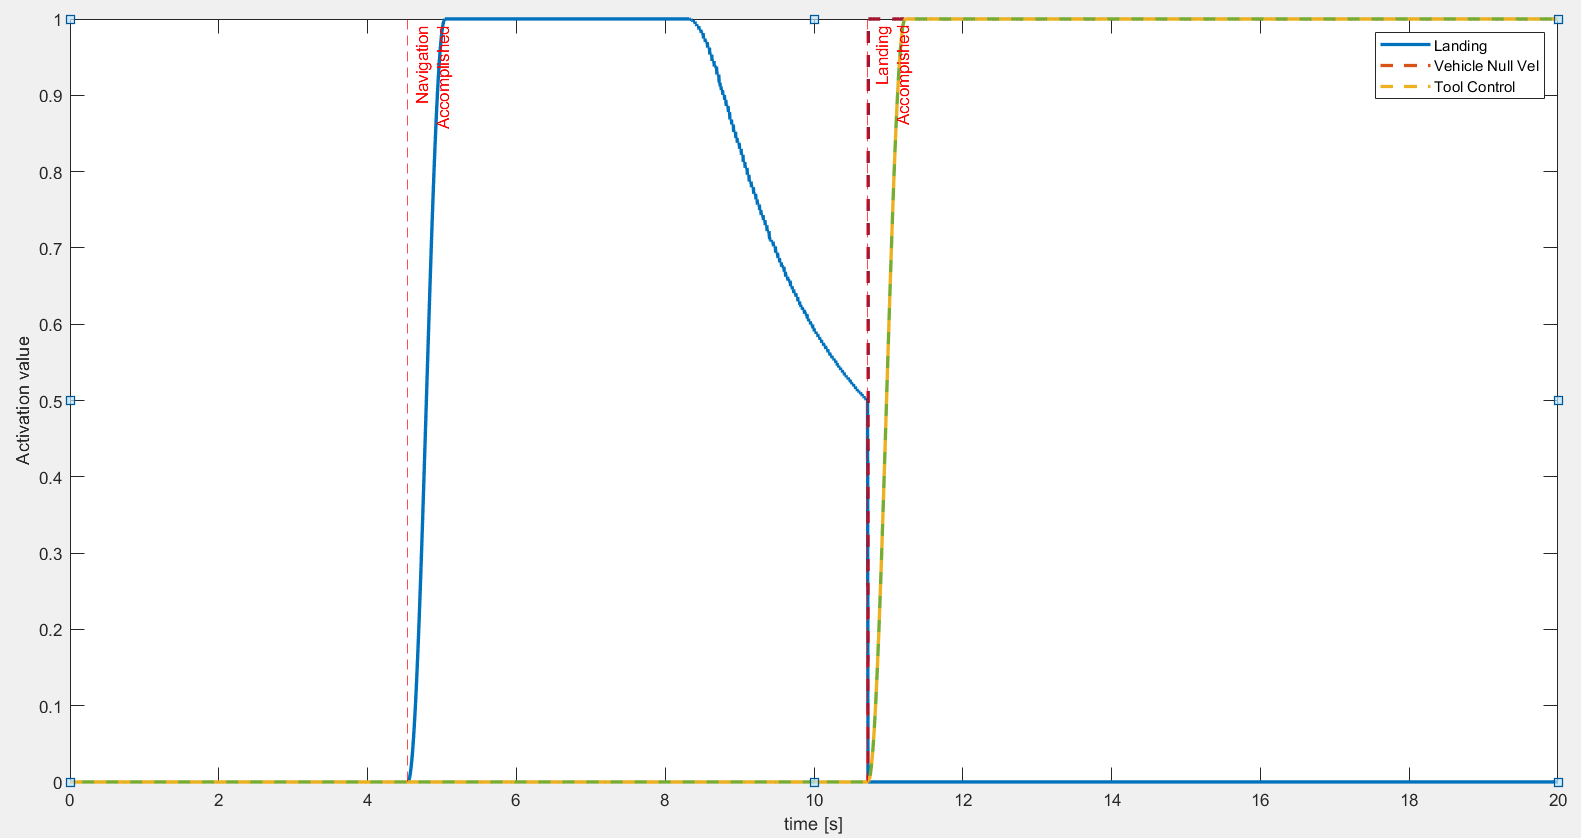 1
0.9
0.8
0.7
0.6
0.5
0.4
0.3
0.2
0.1
0
Activation value
Navigation
Accomplished
Landing
Accomplished
Landing
Vehicle Null Vel
Tool Control
0 2 4 6 8 10 12 14 16 18 20
time [s]